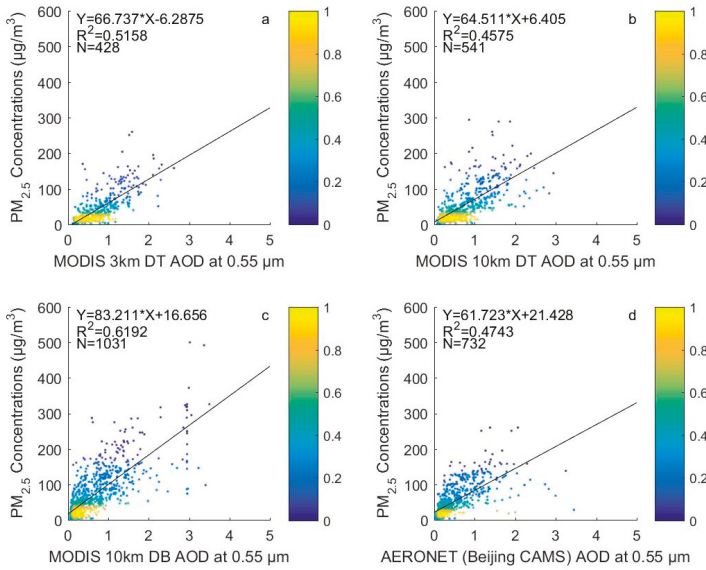 Y=66.737*X-6.2875
R²=0.5158
N=428
a
PM2.5 Concentrations (μg/m³)
600
500
400
300
200
100
0
0 1 2 3 4 5
MODIS 3km DT AOD at 0.55 μm
1
0.8
0.6
0.4
0.2
0
Y=64.511*X+6.405
R²=0.4575
N=541
b
PM2.5 Concentrations (μg/m³)
600
500
400
300
200
100
0
0 1 2 3 4 5
MODIS 10km DT AOD at 0.55 μm
1
0.8
0.6
0.4
0.2
0
Y=83.211*X+16.656
R²=0.6192
N=1031
c
PM2.5 Concentrations (μg/m³)
600
500
400
300
200
100
0
0 1 2 3 4 5
MODIS 10km DB AOD at 0.55 μm
1
0.8
0.6
0.4
0.2
0
Y=61.723*X+21.428
R²=0.4743
N=732
d
PM2.5 Concentrations (μg/m³)
600
500
400
300
200
100
0
0 1 2 3 4 5
AERONET (Beijing CAMS) AOD at 0.55 μm
1
0.8
0.6
0.4
0.2
0